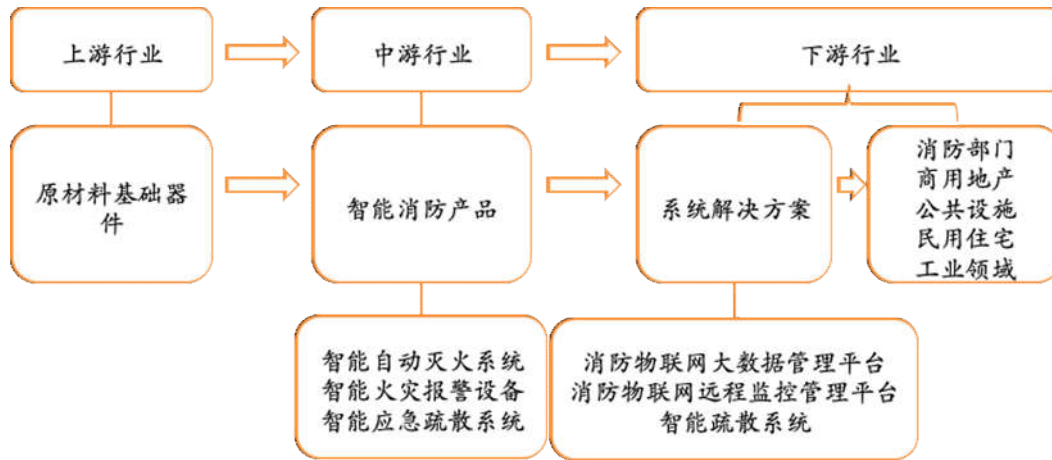 上游行业
中游行业
下游行业
原材料基础器
件
智能消防产品
系统解决方案
消防部门
商用地产
公共设施
民用住宅
工业领域
智能自动灭火系统
智能火灾报警设备
智能应急疏散系统
消防物联网大数据管理平台
消防物联网远程监控管理平台
智能疏散系统